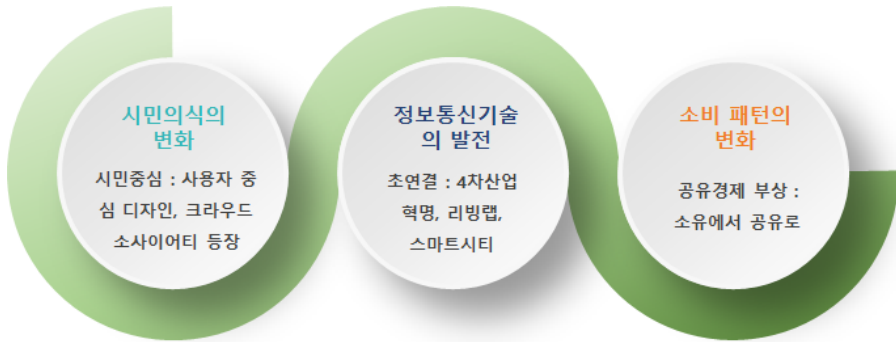 시민의식의
변화
시민중심 : 사용자 중
심 디자인, 크라우드
소사이어티 등장
정보통신기술
의 발전
초연결 : 4차산업
혁명, 리빙랩,
스마트시티
소비 패턴의
변화
공유경제 부상 :
소유에서 공유로